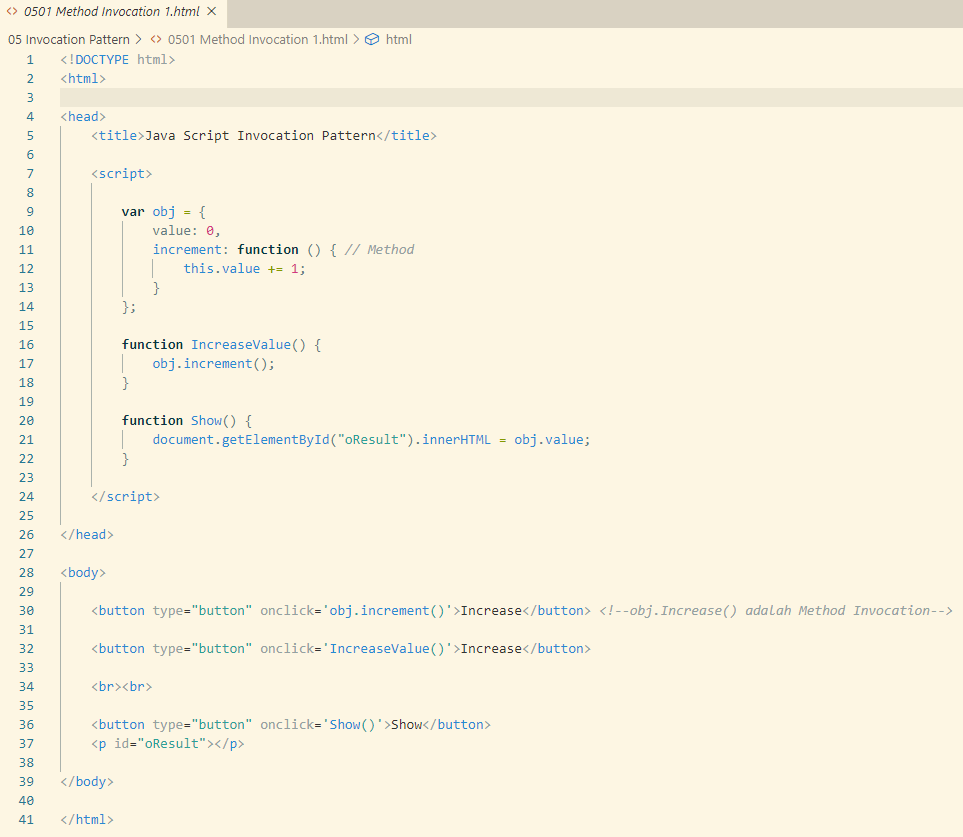 <> 0501 Method Invocation 1.html ×
05 Invocation Pattern > <> 0501 Method Invocation 1.html > html
1 <!DOCTYPE html>
2 <html>
3
4 <head>
5 <title>Java Script Invocation Pattern</title>
6
7 <script>
8
9 var obj = {
10 value: 0,
11 increment: function () { // Method
12 this.value += 1;
13 }
14 };
15
16 function IncreaseValue() {
17 obj.increment();
18 }
19
20 function Show() {
21 document.getElementById("oResult").innerHTML = obj.value;
22 }
23
24 </script>
25
26 </head>
27
28 <body>
29
30 <button type="button" onclick='obj.increment()'>Increase</button> <!--obj.Increase() adalah Method Invocation-->
31
32 <button type="button" onclick='IncreaseValue()'>Increase</button>
33
34 <br><br>
35
36 <button type="button" onclick='Show()'>Show</button>
37 <p id="oResult"></p>
38
39 </body>
40
41 </html>